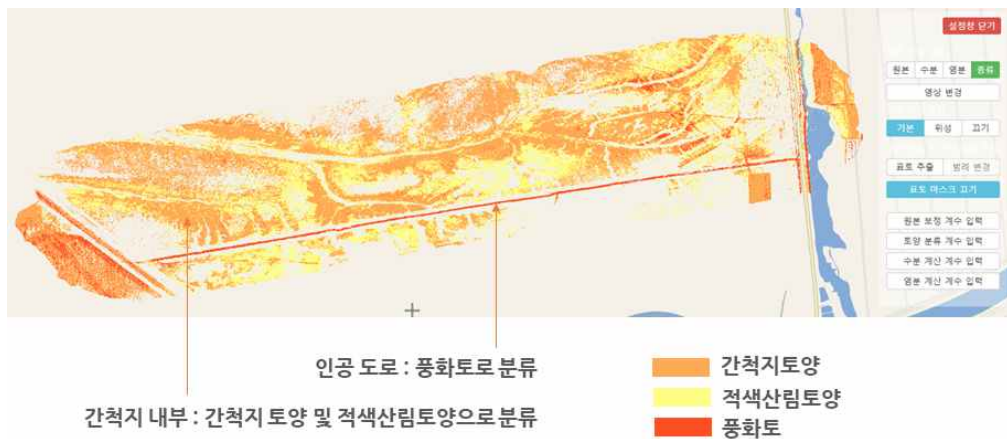 설정창 닫기
원본 수분 염분 종류
영상 변경
기본 위성 끄기
표토 추출 범례 변경
표토 마스크 끄기
원본 보정 계수 입력
토양 분류 계수 입력
수분 계산 계수 입력
염분 계산 계수 입력
인공 도로 : 풍화토로 분류
간척지 내부 : 간척지 토양 및 적색산림토양으로 분류
간척지토양
적색산림토양
풍화토